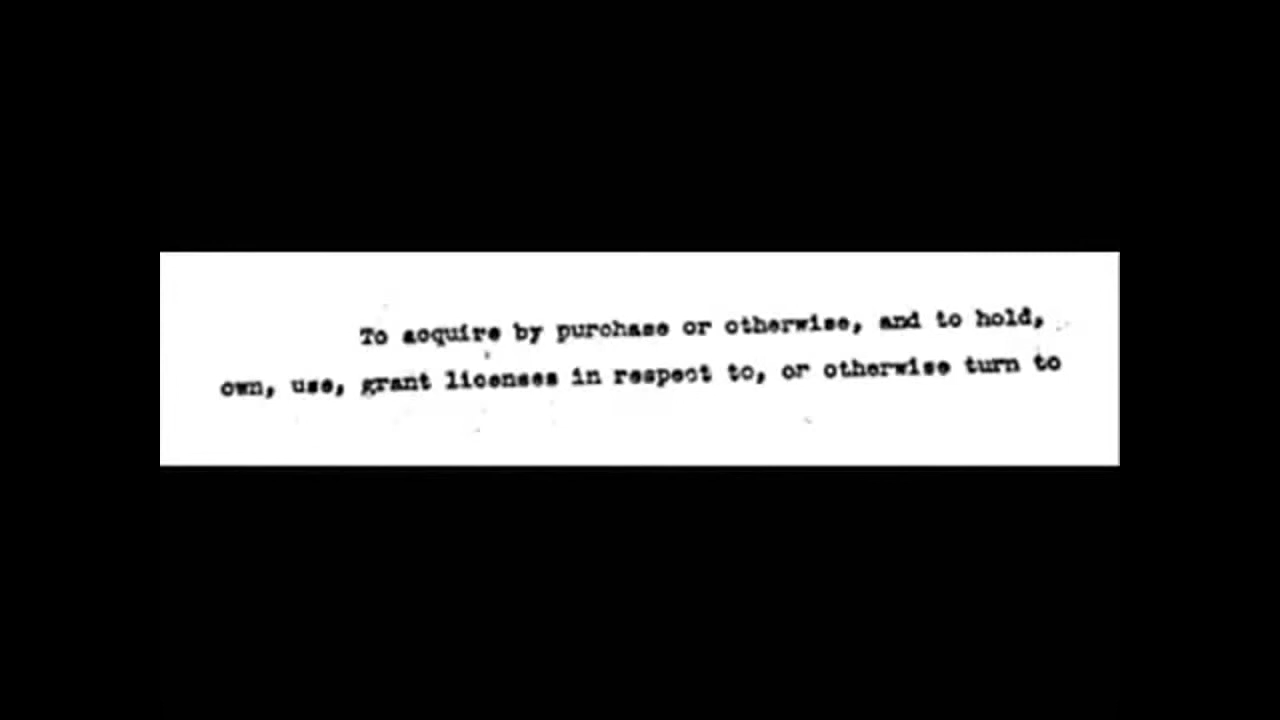 To acquire by purchase or otherwise, and to hold,
own, use, grant licenses in respect to, or otherwise turn to